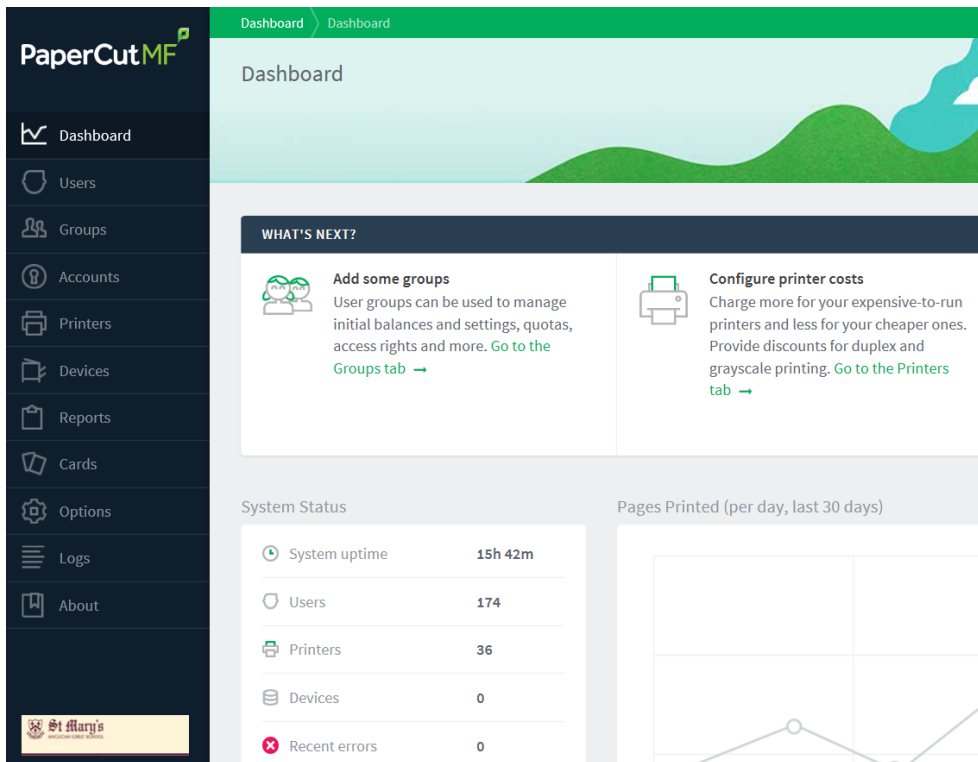 PaperCutMF
Dashboard
Users
Groups
Accounts
Printers
Devices
Reports
Cards
Options
Logs
About
St Mary's
ANGLICAN GIRLS' SCHOOL
Dashboard Dashboard
Dashboard
WHAT'S NEXT?
Add some groups
User groups can be used to manage
initial balances and settings, quotas,
access rights and more. Go to the
Groups tab →
Configure printer costs
Charge more for your expensive-to-run
printers and less for your cheaper ones.
Provide discounts for duplex and
grayscale printing. Go to the Printers
tab →
System Status
System uptime 15h 42m
Users 174
Printers 36
Devices 0
Recent errors 0
Pages Printed (per day, last 30 days)